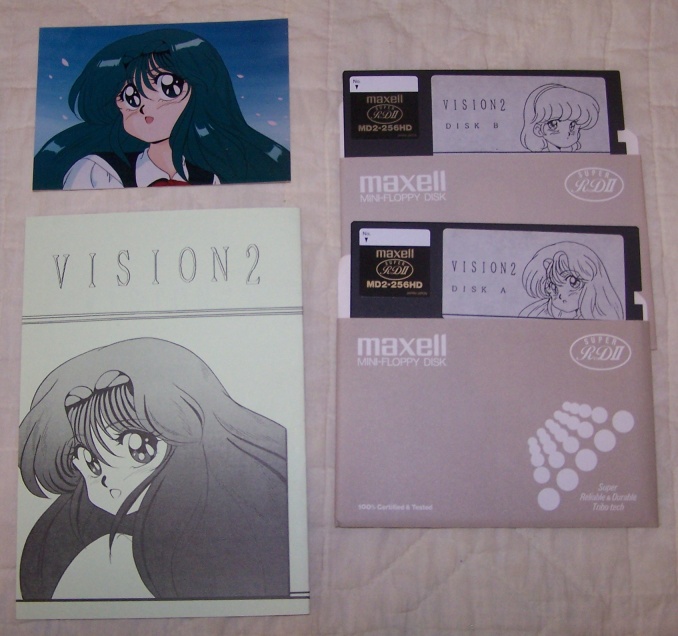 VISION2
No.
maxell
SUPER
RDII
MD2-256HD
VISION2
DISK B
maxell
MINI-FLOPPY DISK
SUPER
RDII
No.
maxell
SUPER
RDII
MD2-256HD
VISION2
DISK A
maxell
MINI-FLOPPY DISK
SUPER
RDII
Super
Reliable & Durable
Tribo-tech
100% Certified & Tested